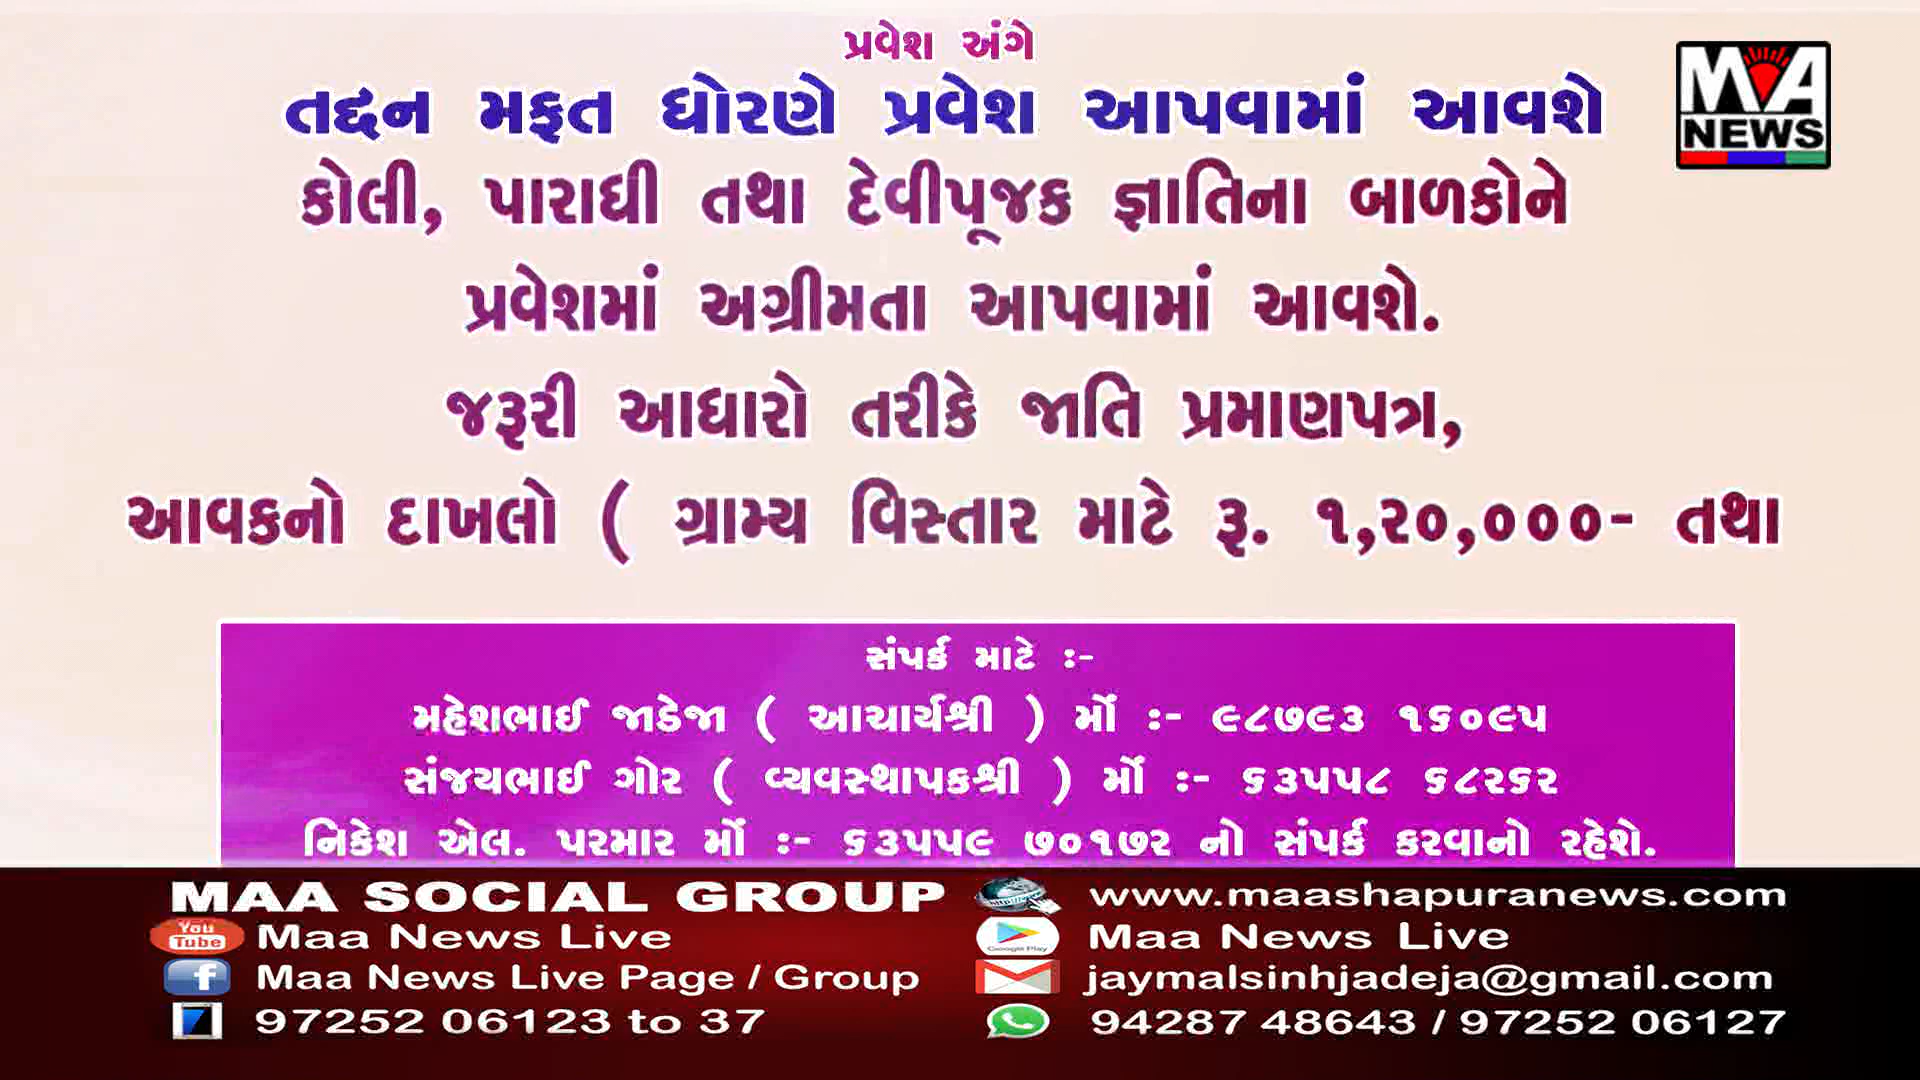 પ્રવેશ અંગે
તદ્દન મફત ધોરણે પ્રવેશ આપવામાં આવશે
MAA
NEWS
કોલી, પારાધી તથા દેવીપૂજક જ્ઞાતિના બાળકોને
પ્રવેશમાં અગ્રીમતા આપવામાં આવશે.
જરૂરી આધારો તરીકે જાતિ પ્રમાણપત્ર,
આવકનો દાખલો ( ગ્રામ્ય વિસ્તાર માટે રૂ. ૧,૨૦,૦૦૦- તથા
સંપર્ક માટે :-
મહેશભાઈ જાડેજા ( આચાર્યશ્રી ) મોં :- ૯૮૭૯૩ ૧૬૦૯૫
સંજયભાઈ ગોર ( વ્યવસ્થાપકશ્રી ) મોં :- ૬૩૫૫૮ ૬૮૨૬૨
નિકેશ એલ. પરમાર મોં :- ૬૩૫૫૯ ૭૦૧૭૨ નો સંપર્ક કરવાનો રહેશે.
MAA SOCIAL GROUP
www.maashapuranews.com
You
Tube
Maa News Live
Google Play
Maa News Live
f
Maa News Live Page / Group
jaymalsinhjadeja@gmail.com
97252 06123 to 37
94287 48643 / 97252 06127